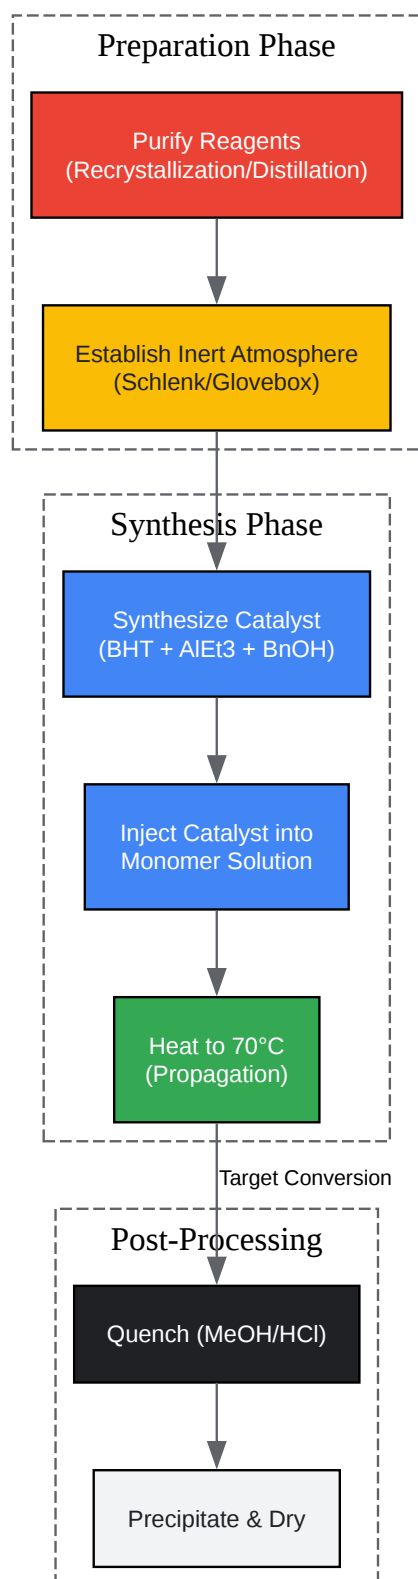 Preparation Phase
Purify Reagents
(Recrystallization/Distillation)
Establish Inert Atmosphere
(Schlenk/Glovebox)
Synthesis Phase
Synthesize Catalyst
(BHT + AlEt3 + BnOH)
Inject Catalyst into
Monomer Solution
Heat to 70°C
(Propagation)
Target Conversion
Post-Processing
Quench (MeOH/HCl)
Precipitate & Dry